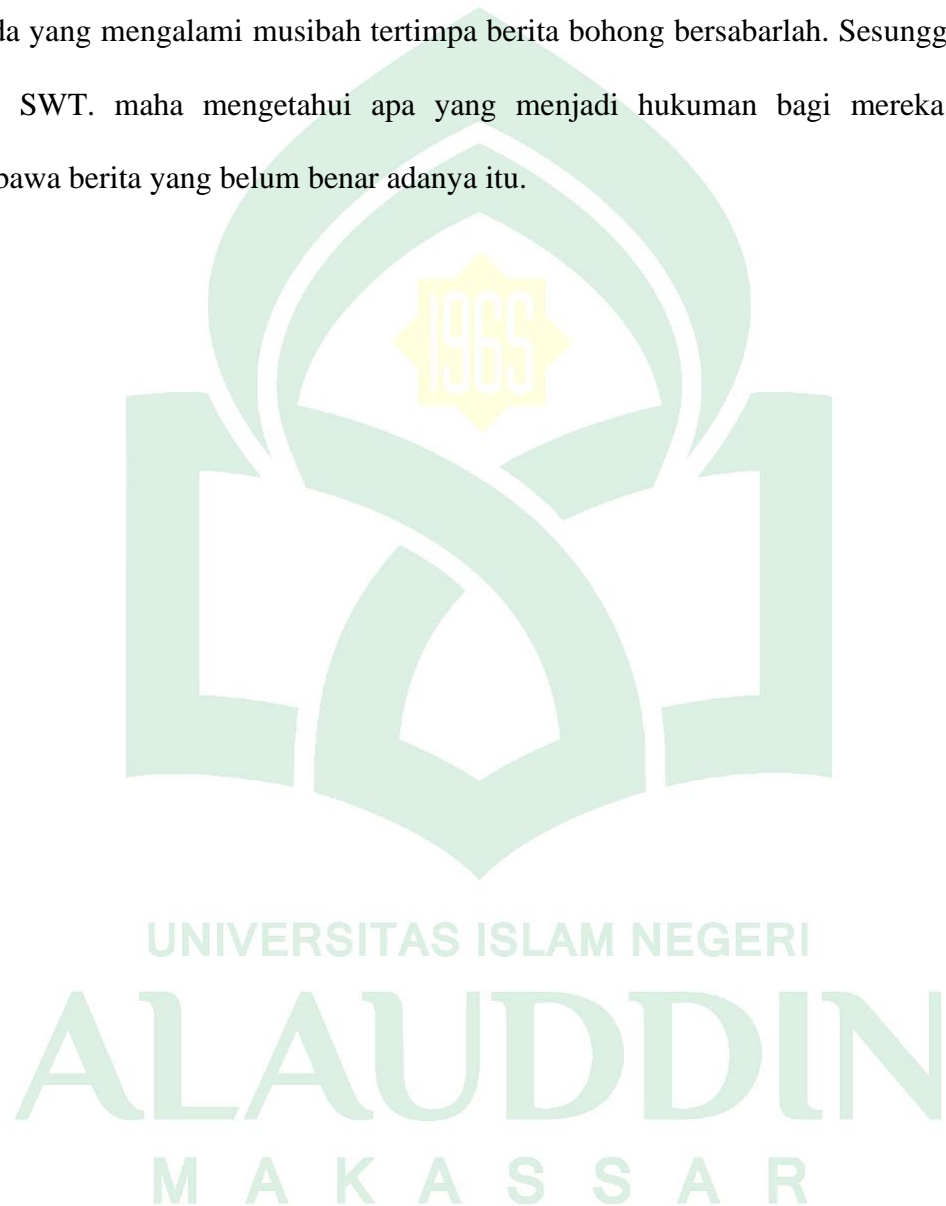 da yang mengalami musibah tertimpa berita bohong bersabarlah. Sesungg
SWT. maha mengetahui apa yang menjadi hukuman bagi mereka
bawa berita yang belum benar adanya itu.
1965
UNIVERSITAS ISLAM NEGERI
ALAUDDIN
MAKASSAR